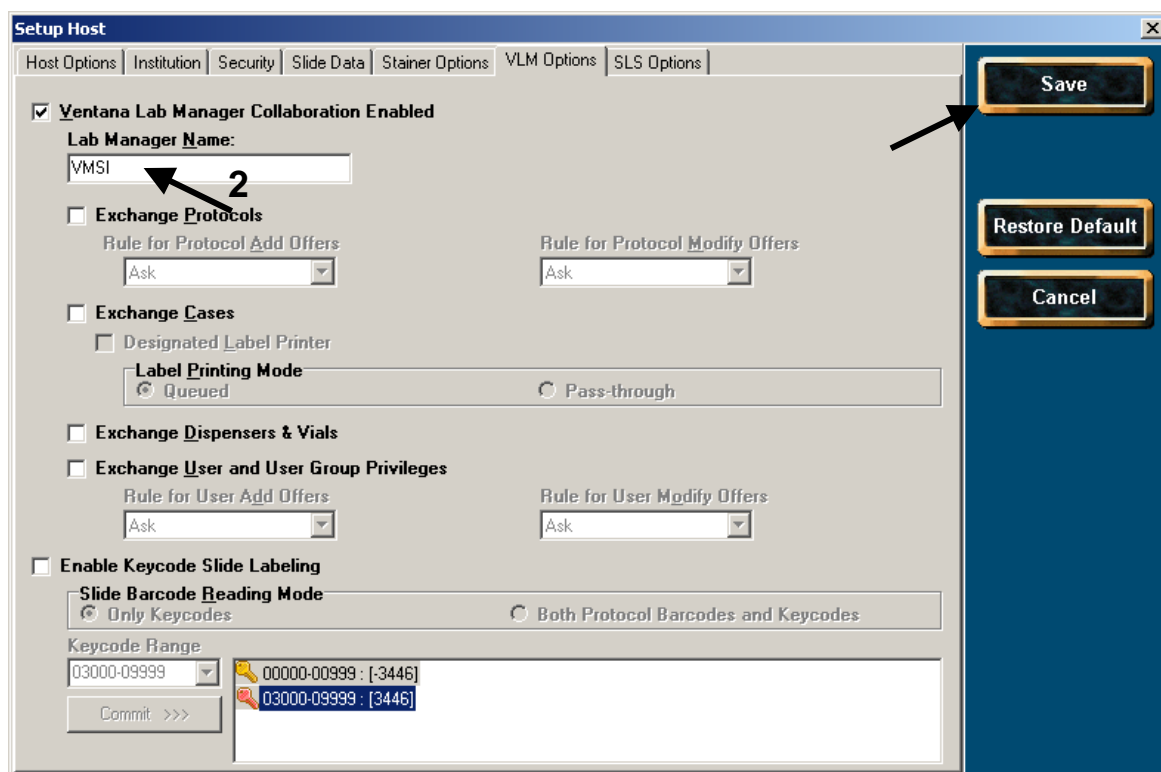 Setup Host
Host Options Institution Security Slide Data Stainer Options VLM Options SLS Options
Save
Ventana Lab Manager Collaboration Enabled
Lab Manager Name:
VMSI
2
Exchange Protocols
Restore Default
Rule for Protocol Add Offers Rule for Protocol Modify Offers
Ask Ask
Cancel
Exchange Cases
Designated Label Printer
Label Printing Mode
Queued Pass-through
Exchange Dispensers & Vials
Exchange User and User Group Privileges
Rule for User Add Offers Rule for User Modify Offers
Ask Ask
Enable Keycode Slide Labeling
Slide Barcode Reading Mode
Only Keycodes Both Protocol Barcodes and Keycodes
Keycode Range
03000-09999 00000-00999 : [-3446]
03000-09999 : [3446]
Commit >>>